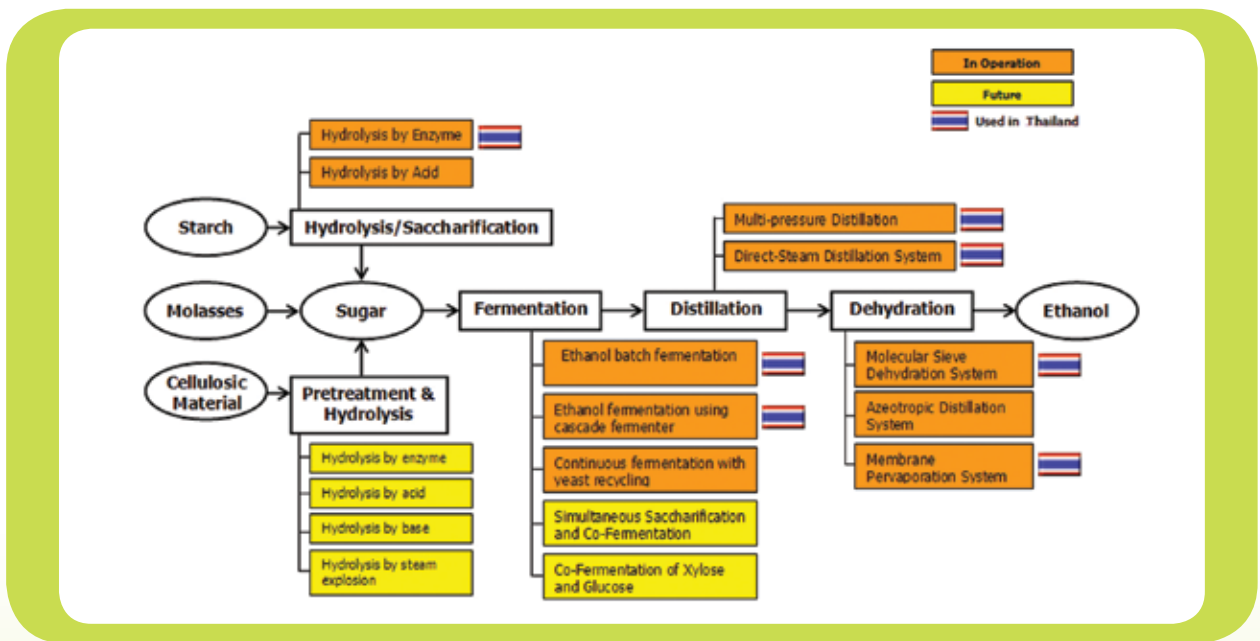 In Operation
Future
Used in Thailand
Hydrolysis by Enzyme
Hydrolysis by Acid
Starch
Hydrolysis/Saccharification
Multi-pressure Distillation
Direct-Steam Distillation System
Molasses
Sugar
Fermentation
Distillation
Dehydration
Ethanol
Cellulosic
Material
Pretreatment &
Hydrolysis
Hydrolysis by enzyme
Hydrolysis by acid
Hydrolysis by base
Hydrolysis by steam
explosion
Ethanol batch fermentation
Ethanol fermentation using
cascade fermenter
Continuous fermentation with
yeast recycling
Simultaneous Saccharification
and Co-Fermentation
Co-Fermentation of Xylose
and Glucose
Molecular Sieve
Dehydration System
Azeotropic Distillation
System
Membrane
Pervaporation System